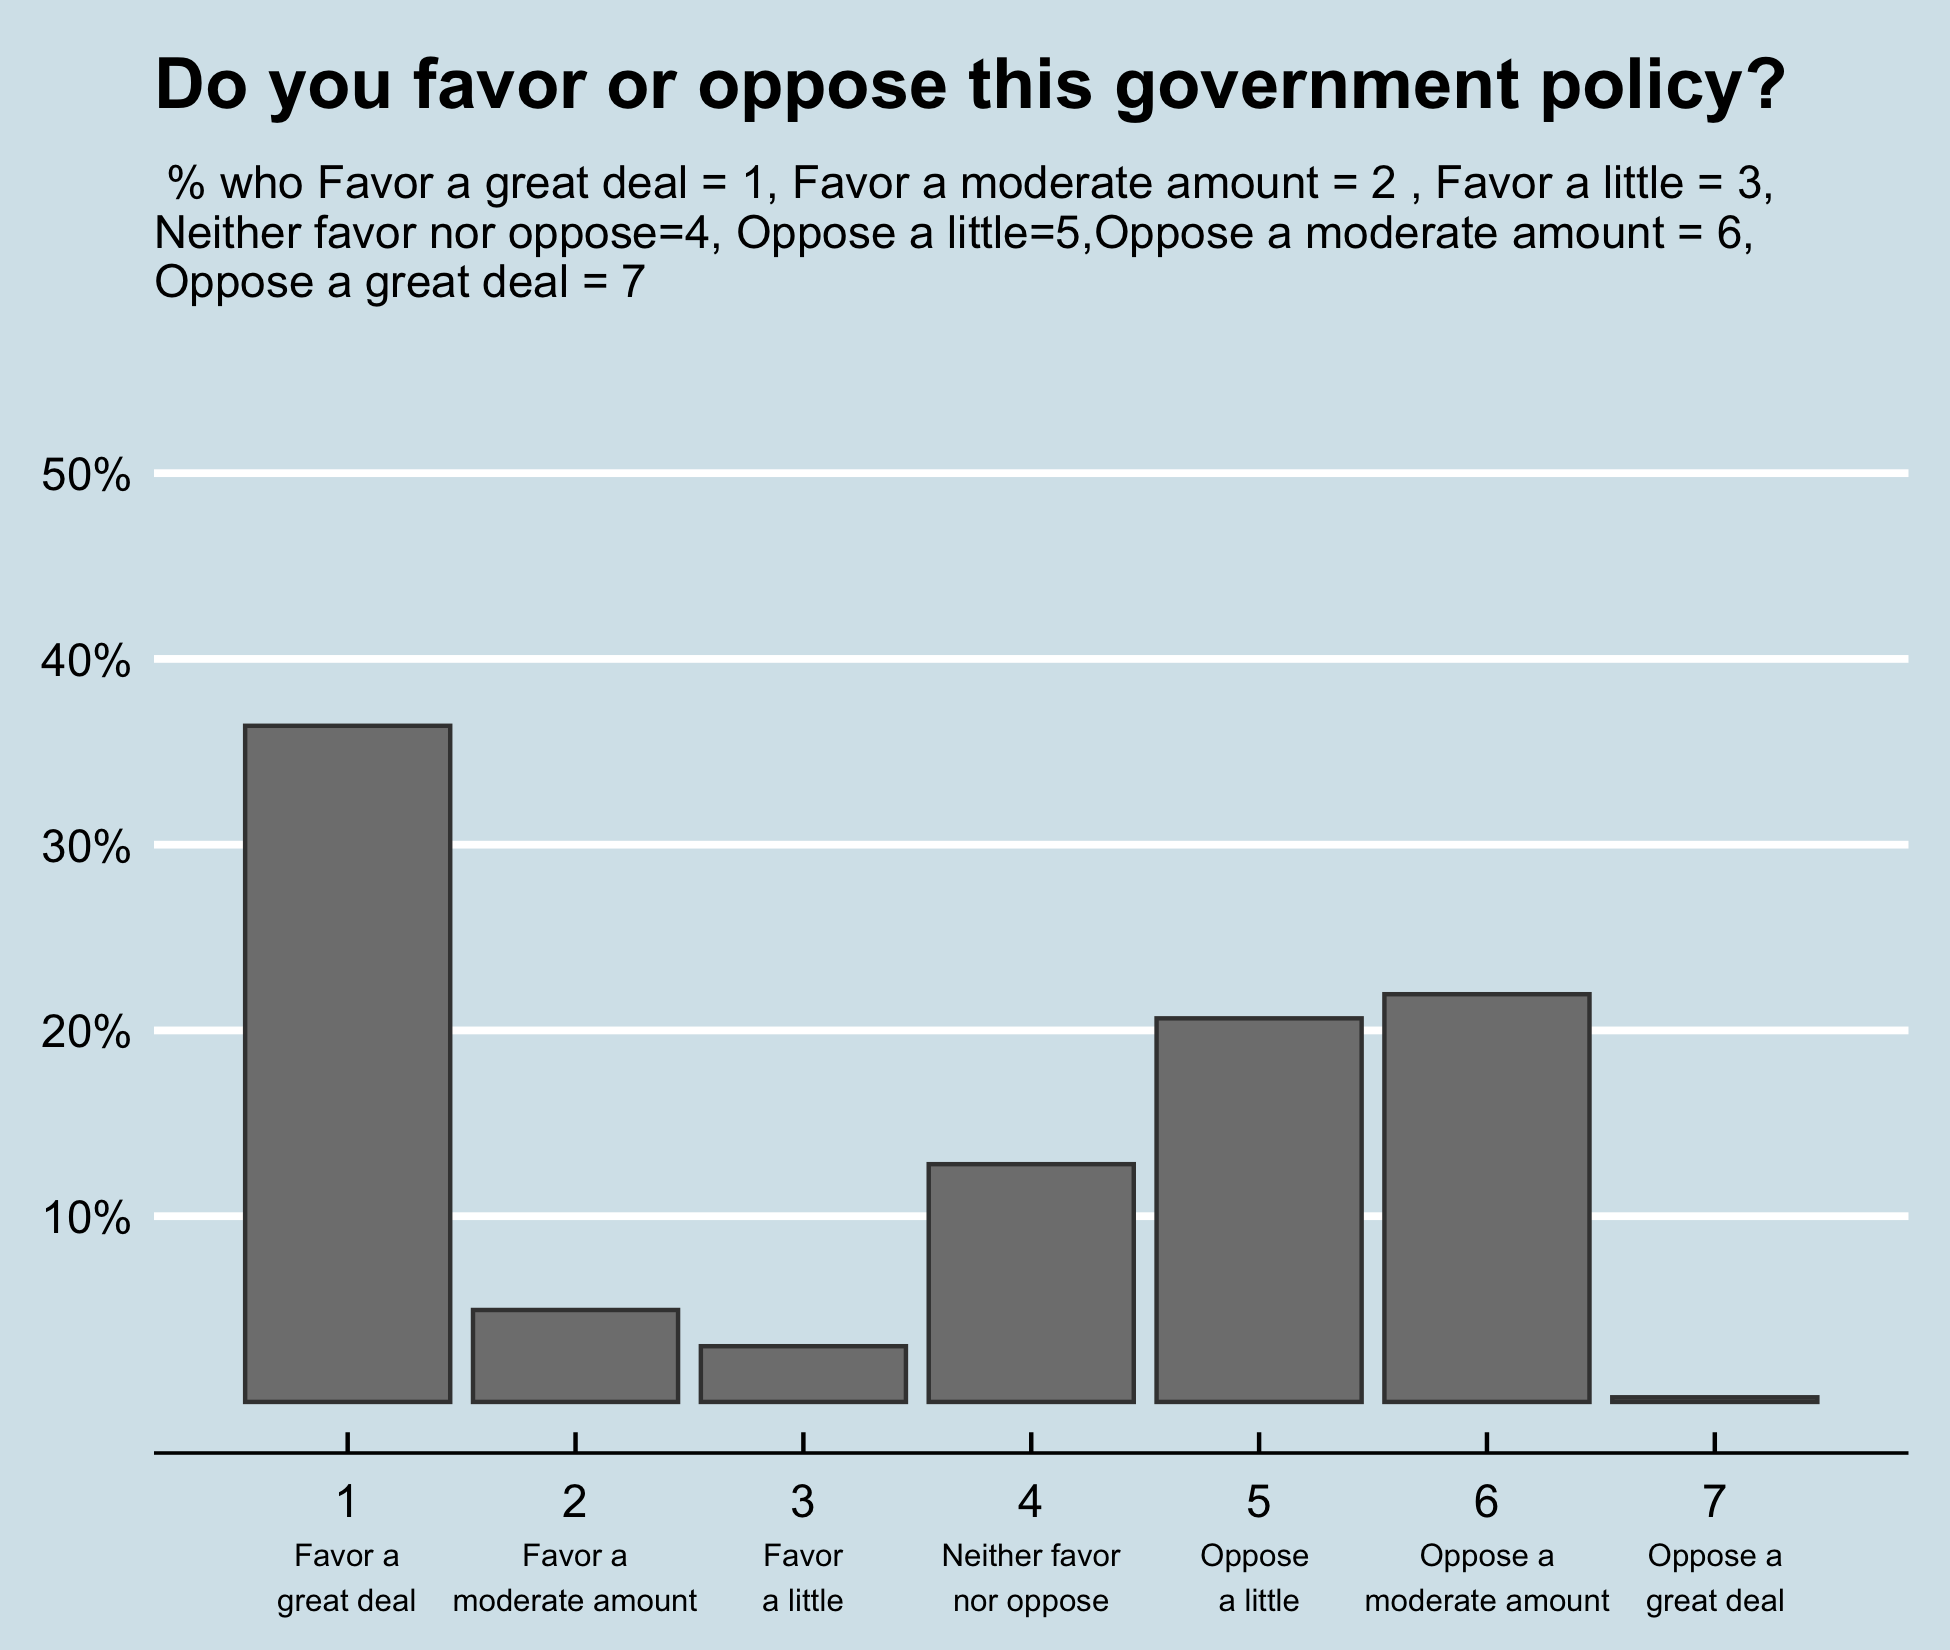 Do you favor or oppose this government policy?
% who Favor a great deal = 1, Favor a moderate amount = 2 , Favor a little = 3,
Neither favor nor oppose=4, Oppose a little=5,Oppose a moderate amount = 6,
Oppose a great deal = 7
50%
40%
30%
20%
10%
1 2 3 4 5 6 7
Favor a Favor a Favor Neither favor Oppose Oppose a Oppose a
great deal moderate amount a little nor oppose a little moderate amount great deal